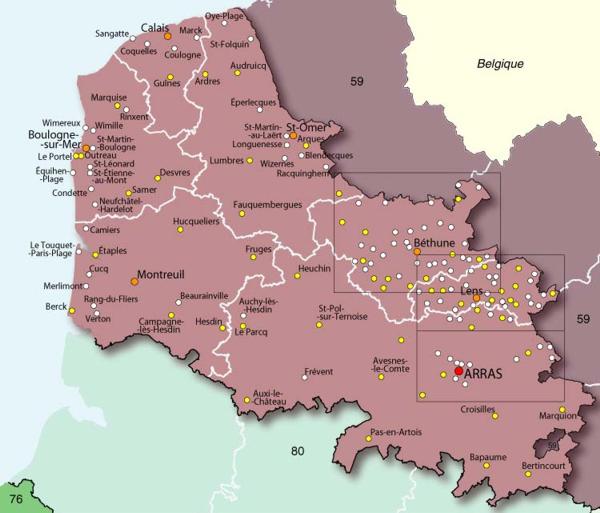 Oye-Plage
Calais
Marck
Sangatte
Coquelles
Coulogne
St-Folquin
Guînes
Ardres
Audruicq
59
Belgique
Marquise
Rinxent
Éperlecques
Wimereux
Wimille
Boulogne-
-sur-Mer
St-Martin-
-Boulogne
Le Portel
Outreau
St-Léonard
Équihen-
-Plage
St-Étienne-
-au-Mont
Condette
Samer
Desvres
Neufchâtel-
-Hardelot
St-Martin-
-au-Laërt
St-Omer
Longuenesse
Arques
Lumbres
Wizernes
Blendecques
Racquinghem
Fauquembergues
Camiers
Hucqueliers
Le Touquet-
-Paris-Plage
Étaples
Fruges
Béthune
Cucq
Montreuil
Heuchin
Merlimont
Rang-du-Fliers
Beaurainville
Auchy-lès-
-Hesdin
St-Pol-
-sur-Ternoise
Lens
59
Berck
Verton
Campagne-
-lès-Hesdin
Hesdin
Le Parcq
Avesnes-
-le-Comte
ARRAS
Frévent
Auxi-le-
-Château
Croisilles
Marquion
Pas-en-Artois
59
80
Bapaume
Bertincourt
76